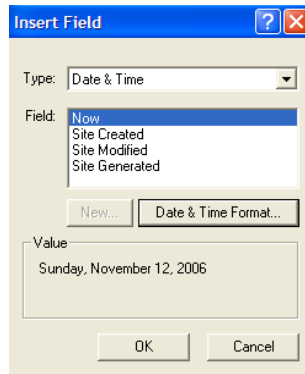 Insert Field
Type: Date & Time
Field: Now
Site Created
Site Modified
Site Generated
New... Date & Time Format...
Value
Sunday, November 12, 2006
OK Cancel